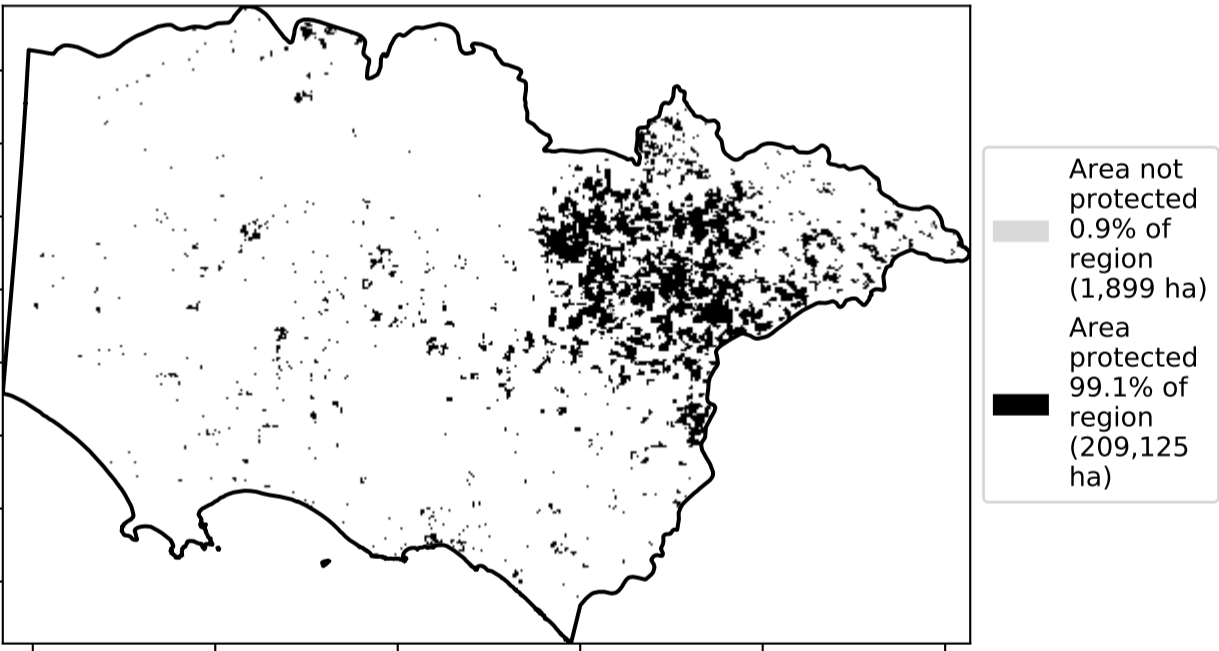 Area not
protected
0.9% of
region
(1,899 ha)
Area
protected
99.1% of
region
(209,125
ha)